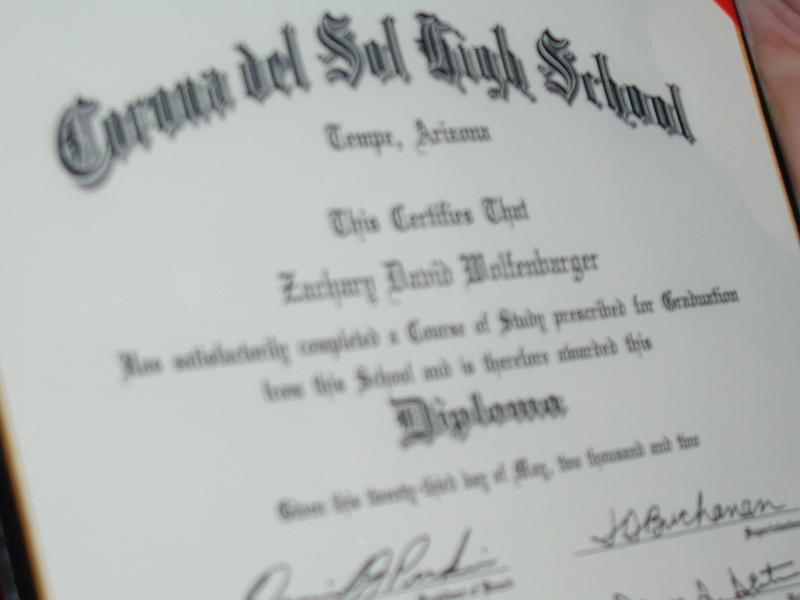 Corona del Sol High School
Tempe, Arizona
This Certifies That
Zachary David Wolfenbarger
Has satisfactorily completed a Course of Study prescribed for Graduation
from this School and is therefore awarded this
Diploma
Given this twenty-third day of May, two thousand and two
JDBuchanan